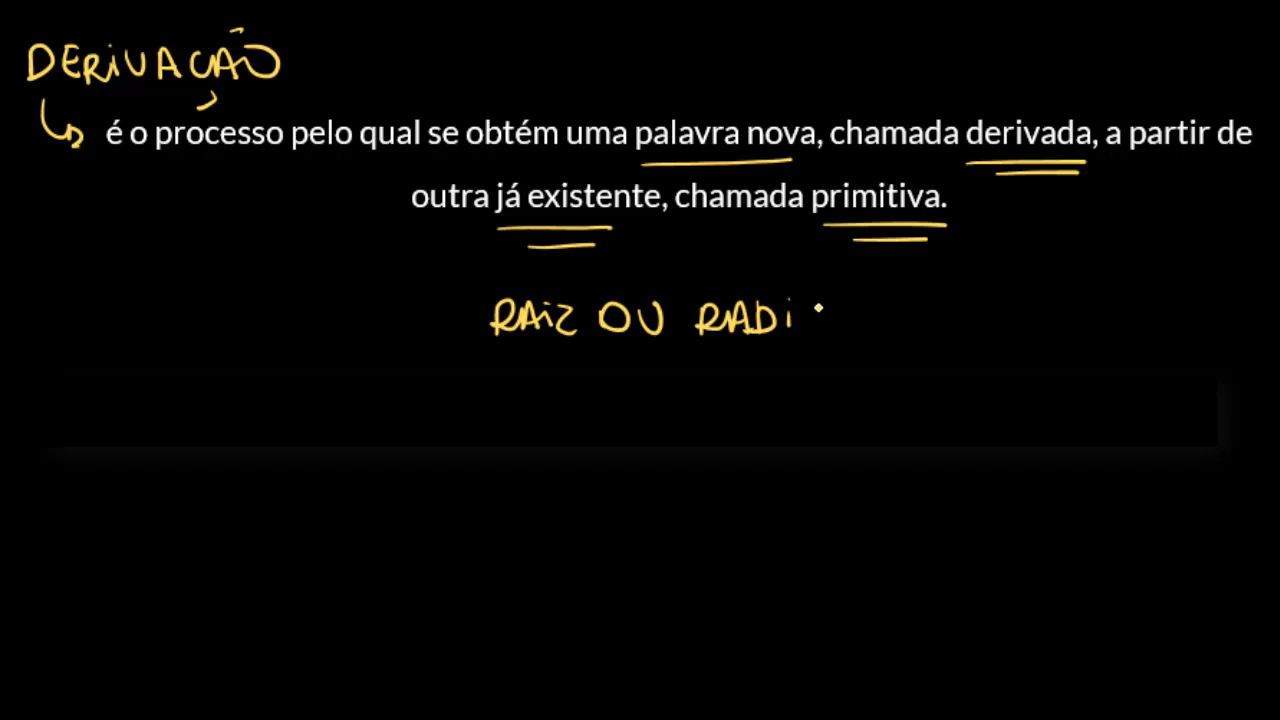 DERIVAÇÃO
é o processo pelo qual se obtém uma palavra nova, chamada derivada, a partir de
outra já existente, chamada primitiva.
RAIZ OU RADI